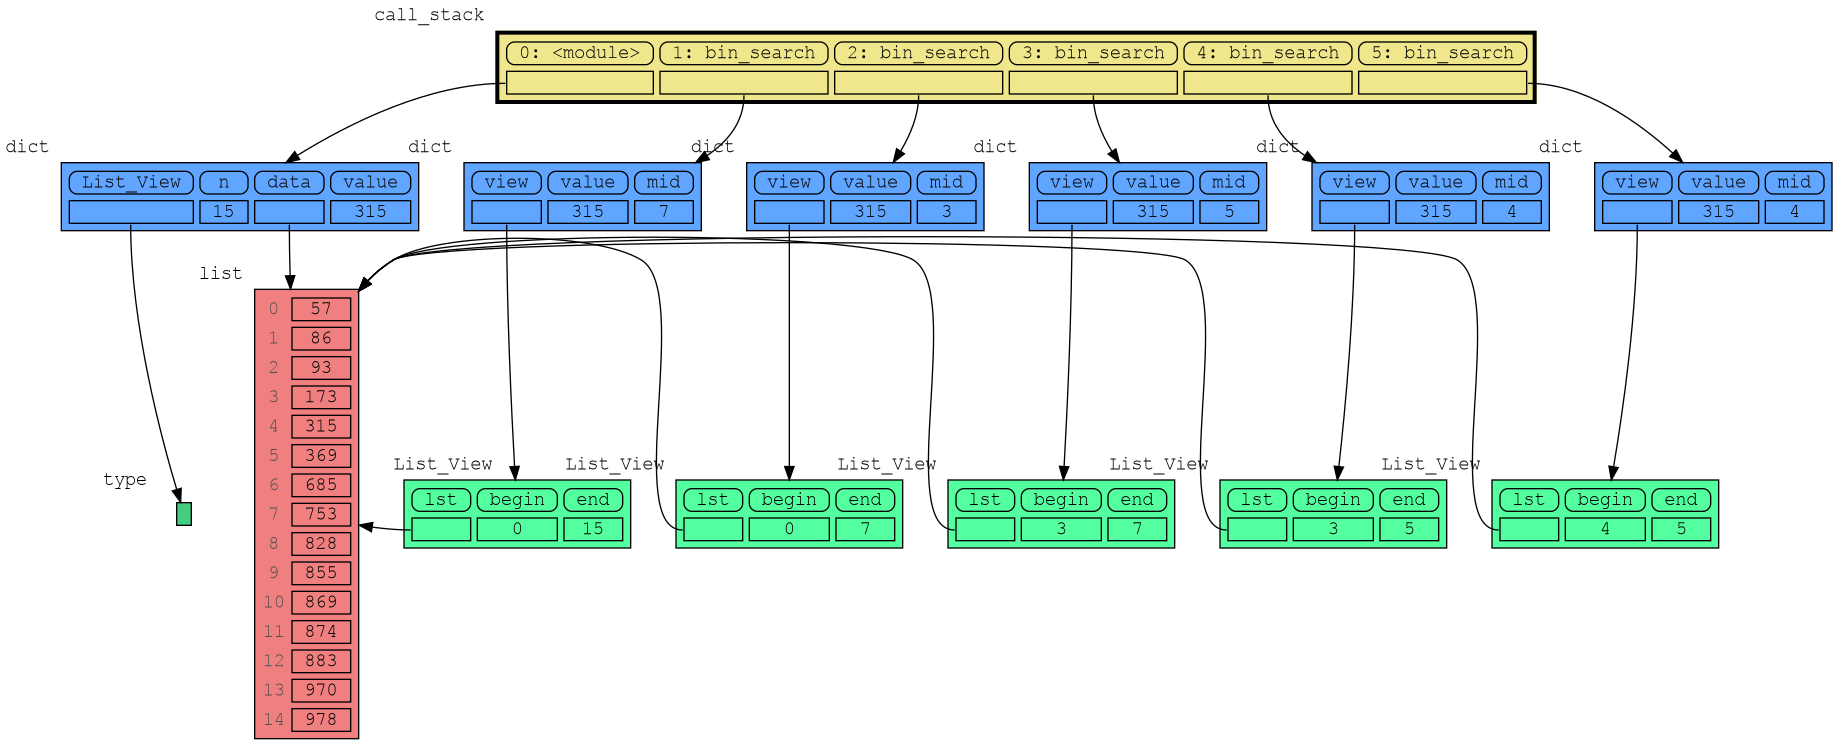 call_stack
0: <module> 1: bin_search 2: bin_search 3: bin_search 4: bin_search 5: bin_search
dict dict dict dict dict dict
List_View n data value view value mid view value mid view value mid view value mid view value mid
15 315 315 7 315 3 315 5 315 4 315 4
list
0 57
1 86
2 93
3 173
4 315
5 369
List_View List_View List_View List_View List_View
type
6 685
lst begin end lst begin end lst begin end lst begin end lst begin end
7 753
0 15 0 7 3 7 3 5 4 5
8 828
9 855
10 869
11 874
12 883
13 970
14 978